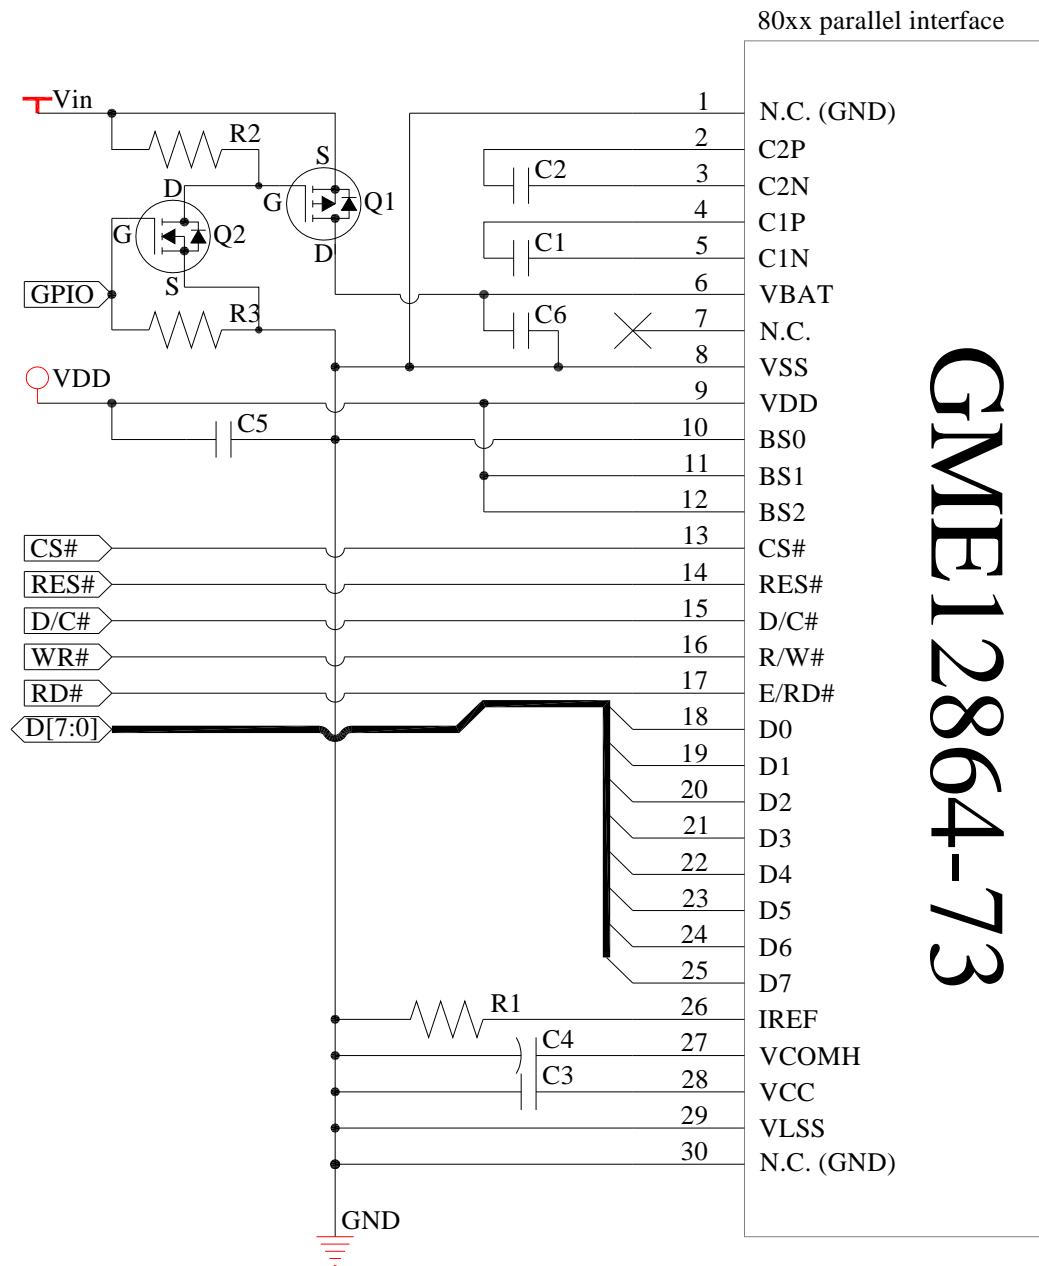 80xx parallel interface
Vin
R2
S
D
G
Q1
G
Q2
D
S
GPIO
R3
VDD
C5
CS#
RES#
D/C#
WR#
RD#
D[7:0]
C2
C1
C6
R1
C4
C3
GND
1 N.C. (GND)
2 C2P
3 C2N
4 C1P
5 C1N
6 VBAT
7 N.C.
8 VSS
9 VDD
10 BS0
11 BS1
12 BS2
13 CS#
14 RES#
15 D/C#
16 R/W#
17 E/RD#
18 D0
19 D1
20 D2
21 D3
22 D4
23 D5
24 D6
25 D7
26 IREF
27 VCOMH
28 VCC
29 VLSS
30 N.C. (GND)
GME12864-73